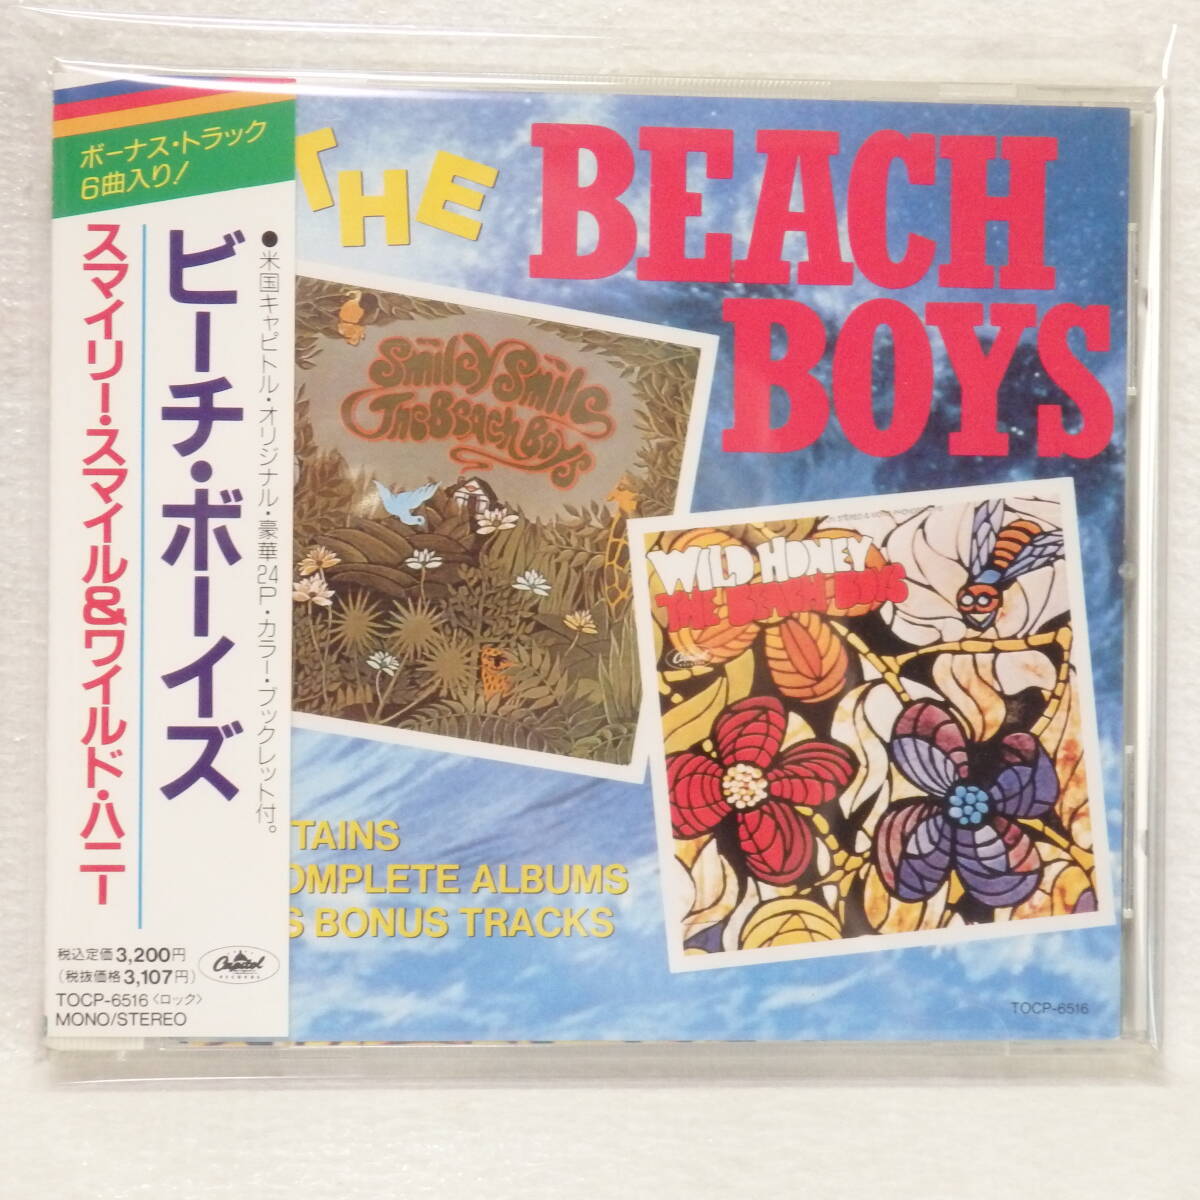 ボーナス・トラック
6曲入り!
●米国キャピトル・オリジナル・豪華24P・カラー・ブックレット付。
ビーチ・ボーイズ
スマイリー・スマイル&ワイルド・ハニー
税込定価3,200円
(税抜価格3,107円)
TOCP-6516〈ロック〉
MONO/STEREO
Capitol
RECORDS
THE
BEACH
BOYS
Smiley Smile
The Beach Boys
WILD HONEY
THE BEACH BOYS
Capitol
TAINS
OMPLETE ALBUMS
S BONUS TRACKS
TOCP-6516